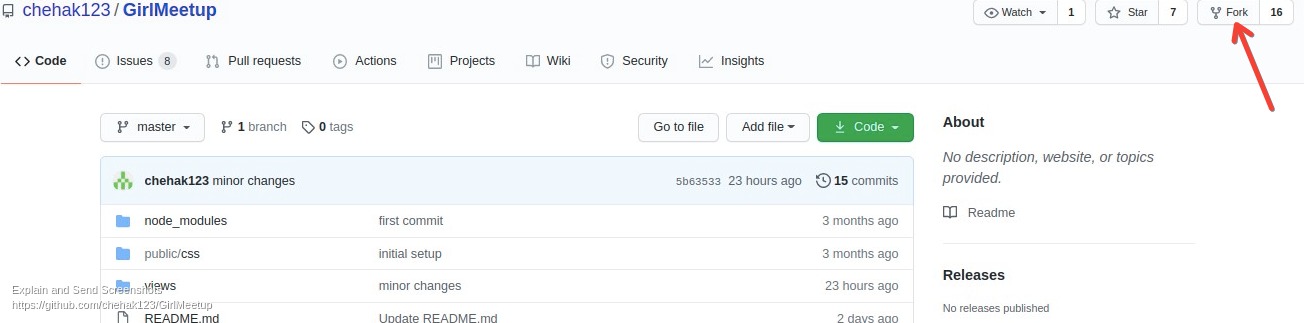 chehak123 / GirlMeetup
Watch 1 Star 7 Fork 16
Code Issues 8 Pull requests Actions Projects Wiki Security Insights
master 1 branch 0 tags Go to file Add file Code
About
No description, website, or topics
provided.
chehak123 minor changes 5b63533 23 hours ago 15 commits
Readme
node_modules first commit 3 months ago
public/css initial setup 3 months ago
Releases
views minor changes 23 hours ago
Explain and Send Screenshots
https://github.com/chehak123/GirlMeetup
No releases published
README.md Update README.md 2 days ago